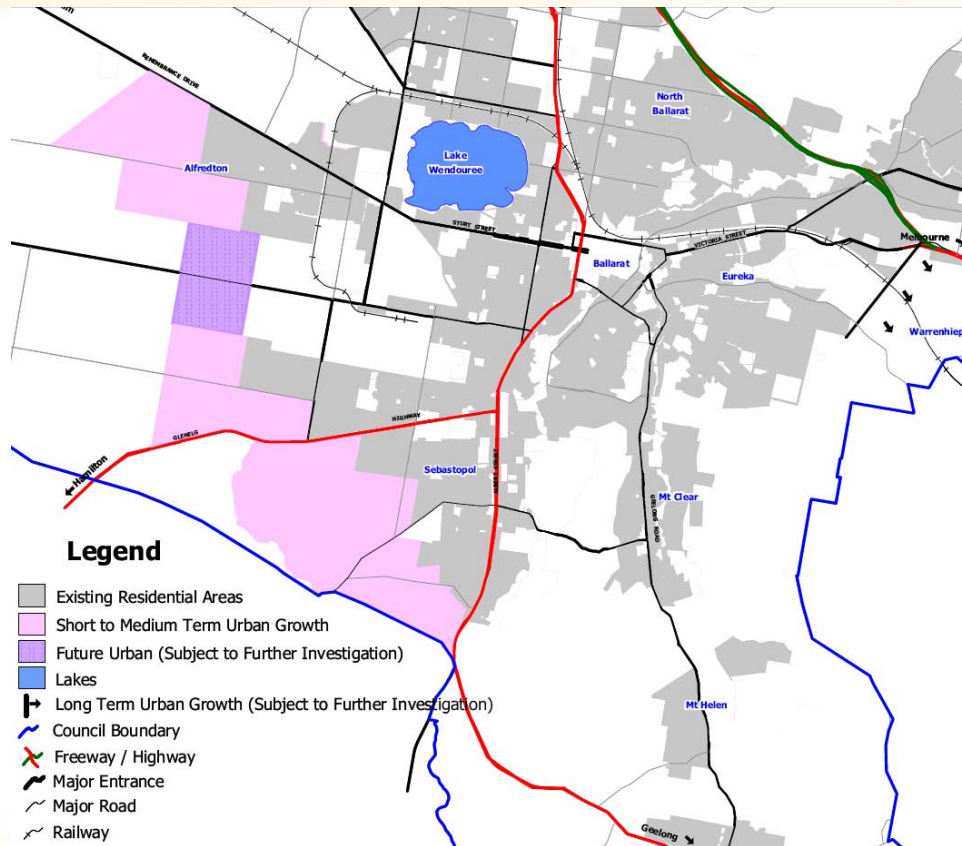 REMEMBRANCE DRIVE
North
Ballarat
Lake
Wendouree
Alfredton
STURT STREET
VICTORIA STREET
Melbourne
Ballarat
Eureka
Warrenheip
HIGHWAY
GLENELG
Hamilton
Sebastopol
Mt Clear
GEELONG ROAD
Mt Helen
Geelong
Legend
Existing Residential Areas
Short to Medium Term Urban Growth
Future Urban (Subject to Further Investigation)
Lakes
Long Term Urban Growth (Subject to Further Investigation)
Council Boundary
Freeway / Highway
Major Entrance
Major Road
Railway